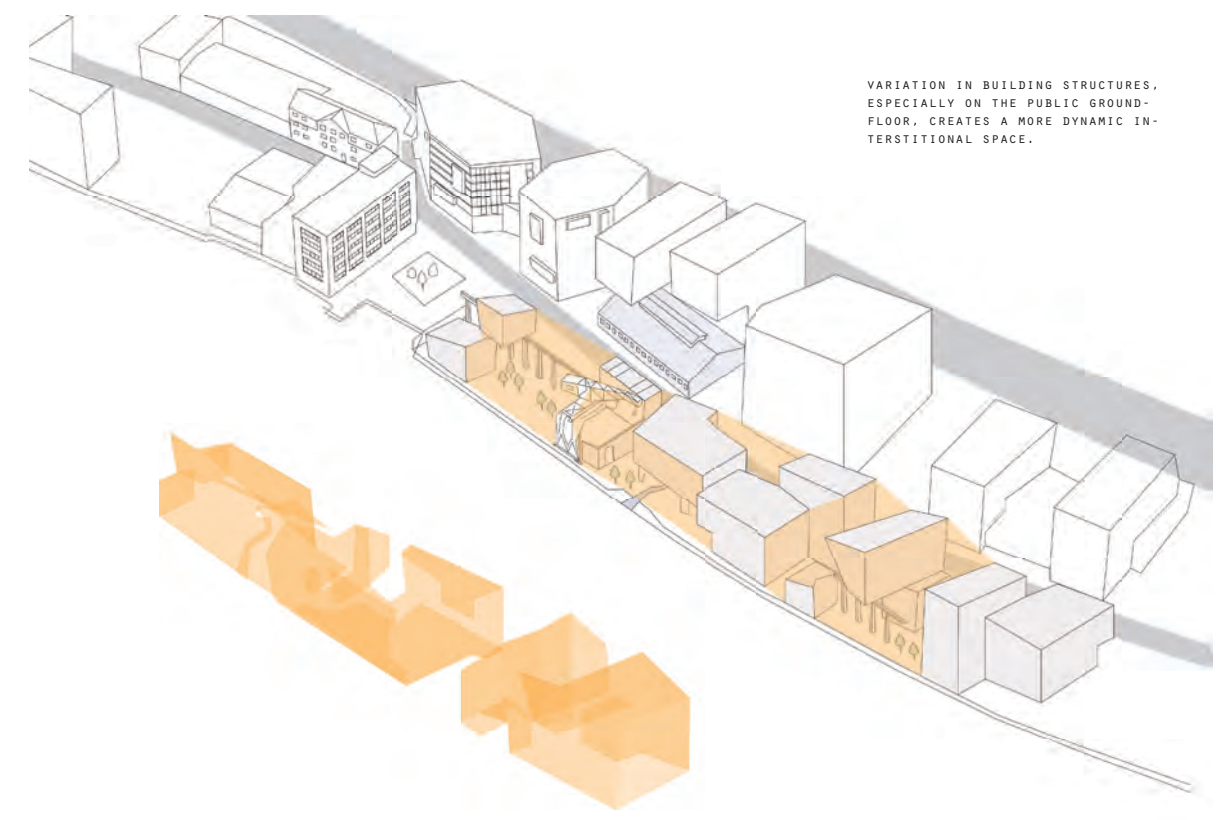 VARIATION IN BUILDING STRUCTURES,
ESPECIALLY ON THE PUBLIC GROUND-
FLOOR, CREATES A MORE DYNAMIC IN-
TERSTITIONAL SPACE.